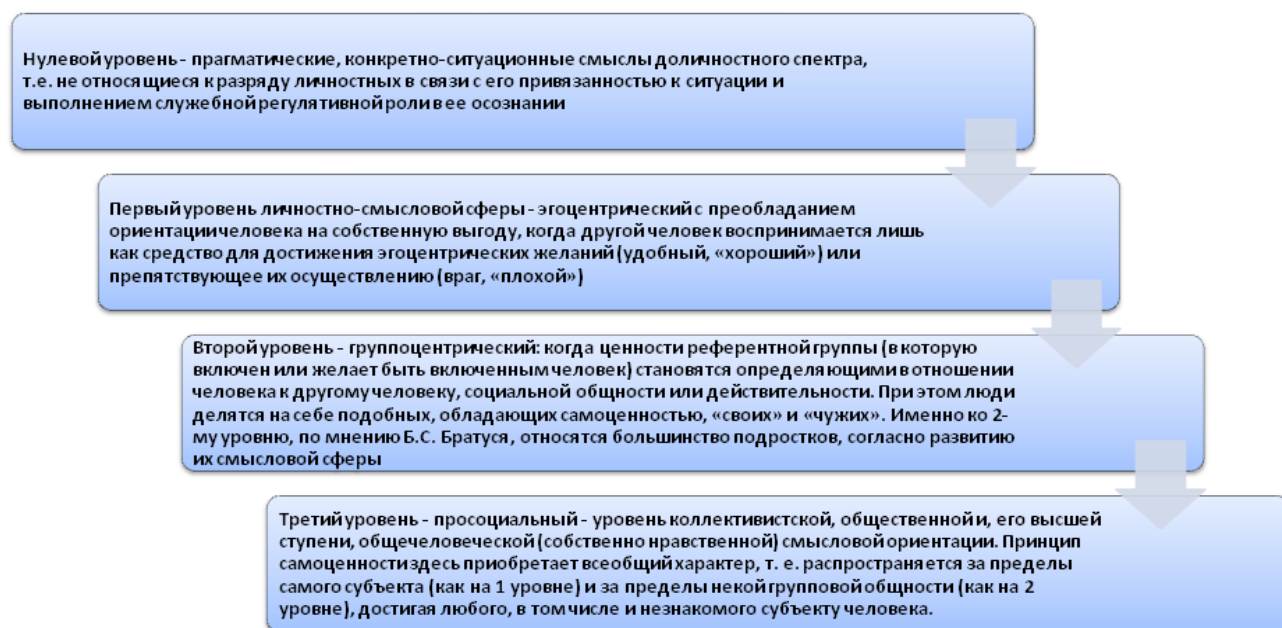 Нулевой уровень - прагматические, конкретно-ситуационные смыслы доличностного спектра,
т.е. не относящиеся к разряду личностных в связи с его привязанностью к ситуации и
выполнением служебной регулятивной роли в ее осознании
Первый уровень личностно-смысловой сферы - эгоцентрический с преобладанием
ориентации человека на собственную выгоду, когда другой человек воспринимается лишь
как средство для достижения эгоцентрических желаний (удобный, «хороший») или
препятствующее их осуществлению (враг, «плохой»)
Второй уровень - группоцентрический: когда ценности референтной группы (в которую
включен или желает быть включенным человек) становятся определяющими в отношении
человека к другому человеку, социальной общности или действительности. При этом люди
делятся на себе подобных, обладающих самоценностью, «своих» и «чужих». Именно ко 2-
му уровню, по мнению Б.С. Братуся, относятся большинство подростков, согласно развитию
их смысловой сферы
Третий уровень - просоциальный - уровень коллективистской, общественной и, его высшей
ступени, общечеловеческой (собственно нравственной) смысловой ориентации. Принцип
самоценности здесь приобретает всеобщий характер, т. е. распространяется за пределы
самого субъекта (как на 1 уровне) и за пределы некой групповой общности (как на 2
уровне), достигая любого, в том числе и незнакомого субъекту человека.